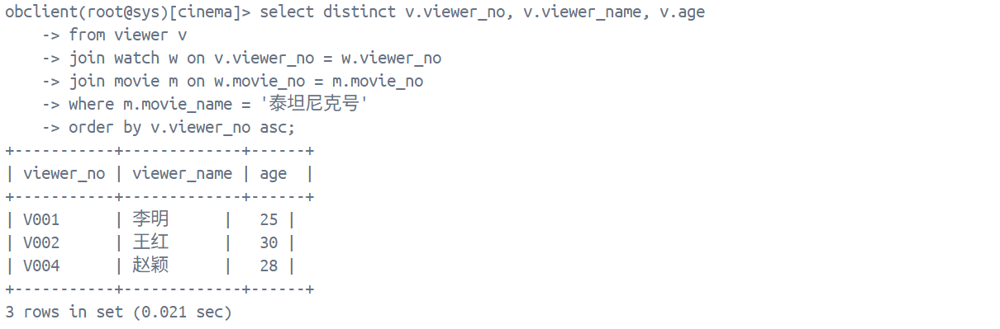 obclient(root@sys)[cinema]> select distinct v.viewer_no, v.viewer_name, v.age
    -> from viewer v
    -> join watch w on v.viewer_no = w.viewer_no
    -> join movie m on w.movie_no = m.movie_no
    -> where m.movie_name = '泰坦尼克号'
    -> order by v.viewer_no asc;
+-----------+-------------+------+
| viewer_no | viewer_name | age  |
+-----------+-------------+------+
| V001      | 李明      |   25 |
| V002      | 王红      |   30 |
| V004      | 赵颖      |   28 |
+-----------+-------------+------+
3 rows in set (0.021 sec)